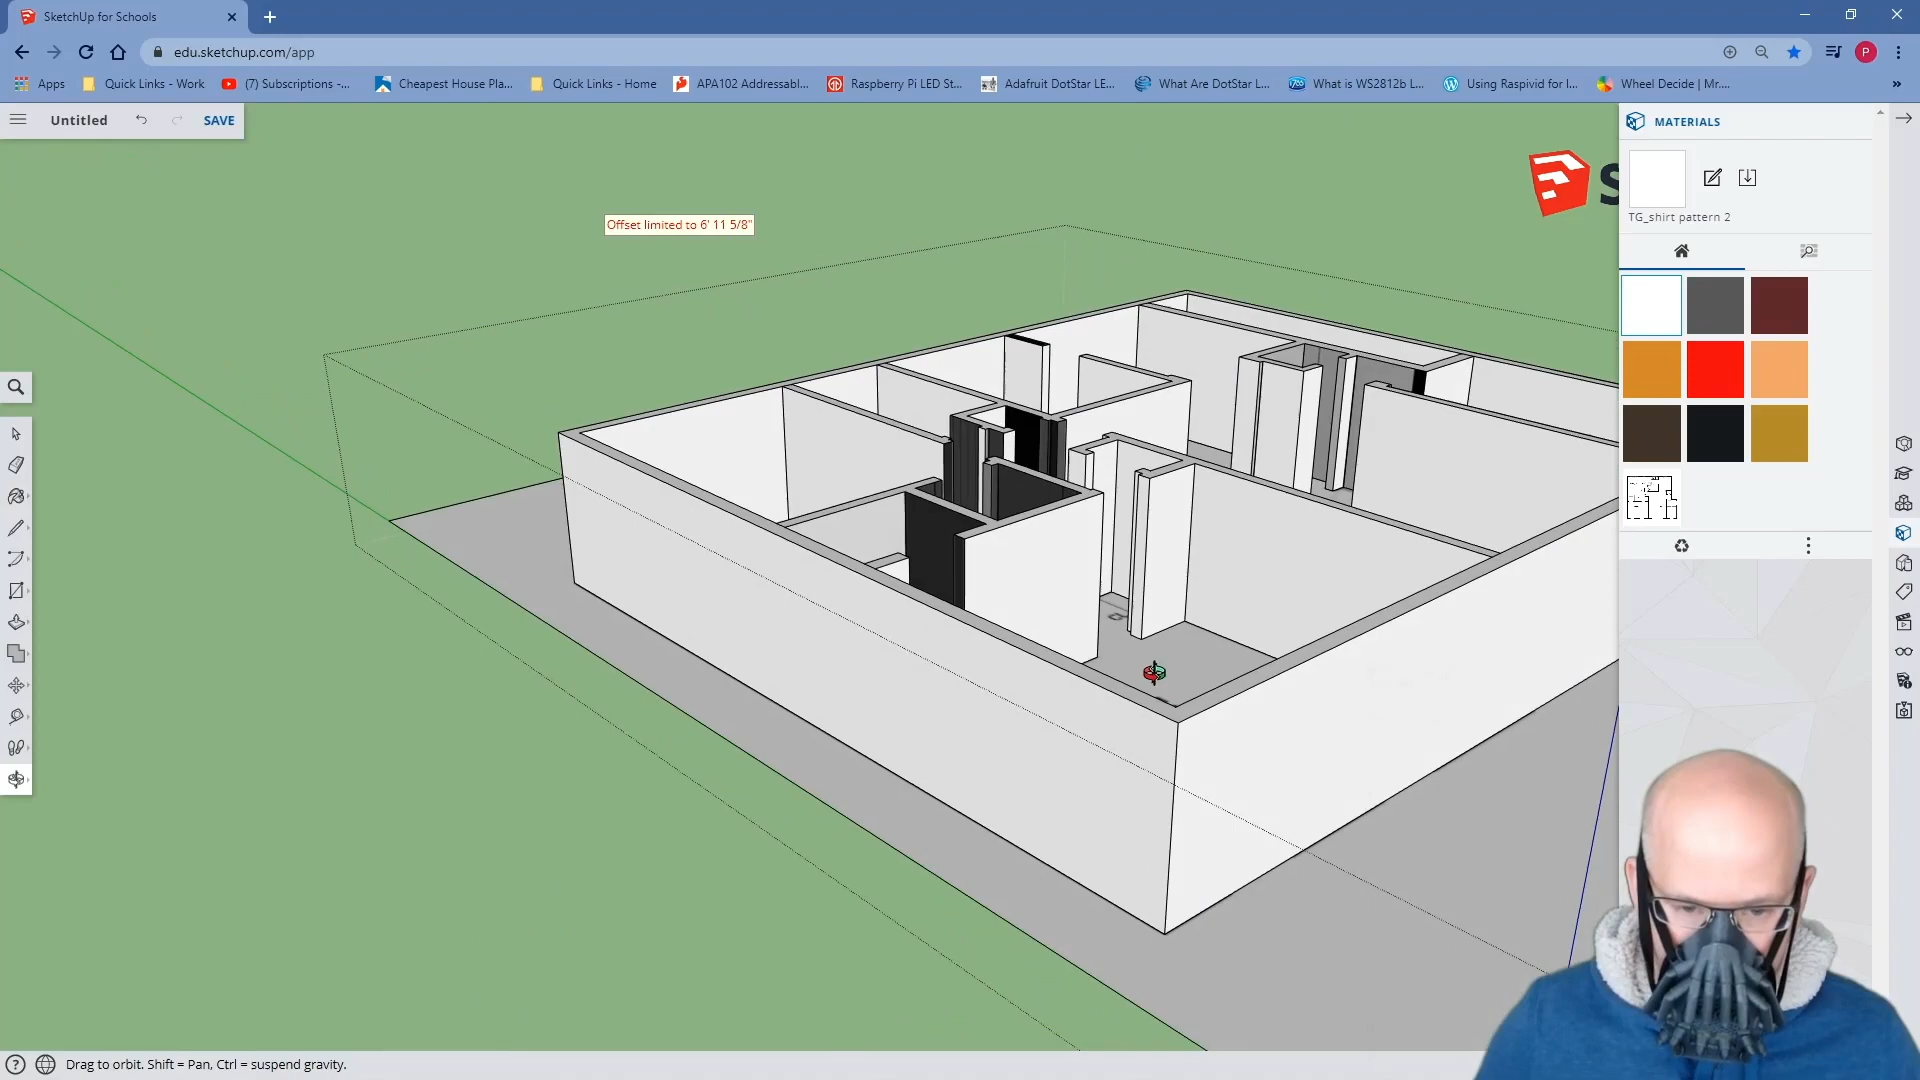 SketchUp for Schools
edu.sketchup.com/app
P
Apps
Quick Links - Work
(7) Subscriptions -...
Cheapest House Pla...
Quick Links - Home
APA102 Addressabl...
Raspberry Pi LED St...
Adafruit DotStar LE...
What Are DotStar L...
What is WS2812b L...
Using Raspivid for I...
Wheel Decide | Mr....
Untitled
SAVE
MATERIALS
S
TG_shirt pattern 2
Offset limited to 6' 11 5/8"
Drag to orbit. Shift = Pan, Ctrl = suspend gravity.